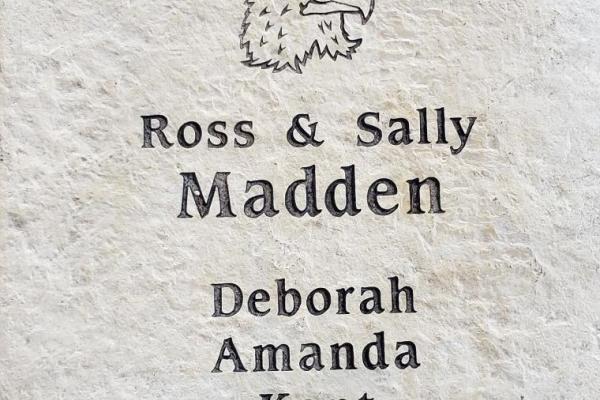 Ross & Sally
Madden
Deborah
Amanda